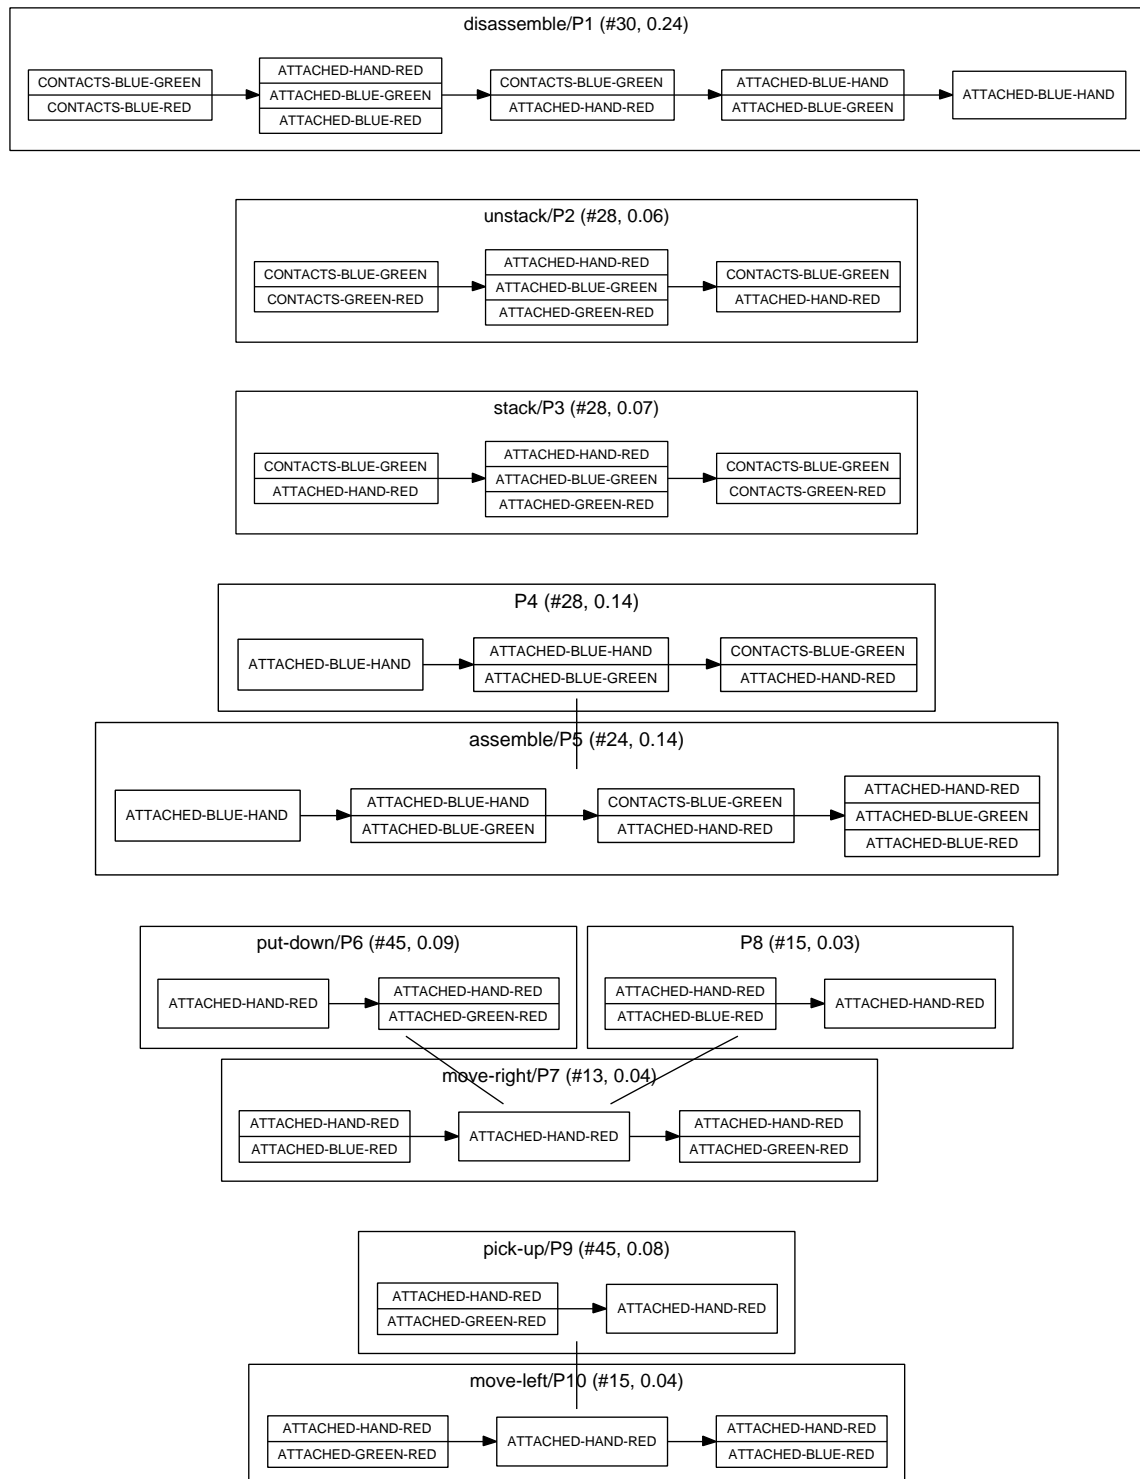 disassemble/P1 (#30, 0.24)
CONTACTS-BLUE-GREEN
CONTACTS-BLUE-RED
ATTACHED-HAND-RED
ATTACHED-BLUE-GREEN
ATTACHED-BLUE-RED
CONTACTS-BLUE-GREEN
ATTACHED-HAND-RED
ATTACHED-BLUE-HAND
ATTACHED-BLUE-GREEN
ATTACHED-BLUE-HAND
unstack/P2 (#28, 0.06)
CONTACTS-BLUE-GREEN
CONTACTS-GREEN-RED
ATTACHED-HAND-RED
ATTACHED-BLUE-GREEN
ATTACHED-GREEN-RED
CONTACTS-BLUE-GREEN
ATTACHED-HAND-RED
stack/P3 (#28, 0.07)
CONTACTS-BLUE-GREEN
ATTACHED-HAND-RED
ATTACHED-HAND-RED
ATTACHED-BLUE-GREEN
ATTACHED-GREEN-RED
CONTACTS-BLUE-GREEN
CONTACTS-GREEN-RED
P4 (#28, 0.14)
ATTACHED-BLUE-HAND
ATTACHED-BLUE-HAND
ATTACHED-BLUE-GREEN
CONTACTS-BLUE-GREEN
ATTACHED-HAND-RED
assemble/P5 (#24, 0.14)
ATTACHED-BLUE-HAND
ATTACHED-BLUE-HAND
ATTACHED-BLUE-GREEN
CONTACTS-BLUE-GREEN
ATTACHED-HAND-RED
ATTACHED-HAND-RED
ATTACHED-BLUE-GREEN
ATTACHED-BLUE-RED
put-down/P6 (#45, 0.09)
ATTACHED-HAND-RED
ATTACHED-HAND-RED
ATTACHED-GREEN-RED
P8 (#15, 0.03)
ATTACHED-HAND-RED
ATTACHED-BLUE-RED
ATTACHED-HAND-RED
move-right/P7 (#13, 0.04)
ATTACHED-HAND-RED
ATTACHED-BLUE-RED
ATTACHED-HAND-RED
ATTACHED-HAND-RED
ATTACHED-GREEN-RED
pick-up/P9 (#45, 0.08)
ATTACHED-HAND-RED
ATTACHED-GREEN-RED
ATTACHED-HAND-RED
move-left/P10 (#15, 0.04)
ATTACHED-HAND-RED
ATTACHED-GREEN-RED
ATTACHED-HAND-RED
ATTACHED-HAND-RED
ATTACHED-BLUE-RED